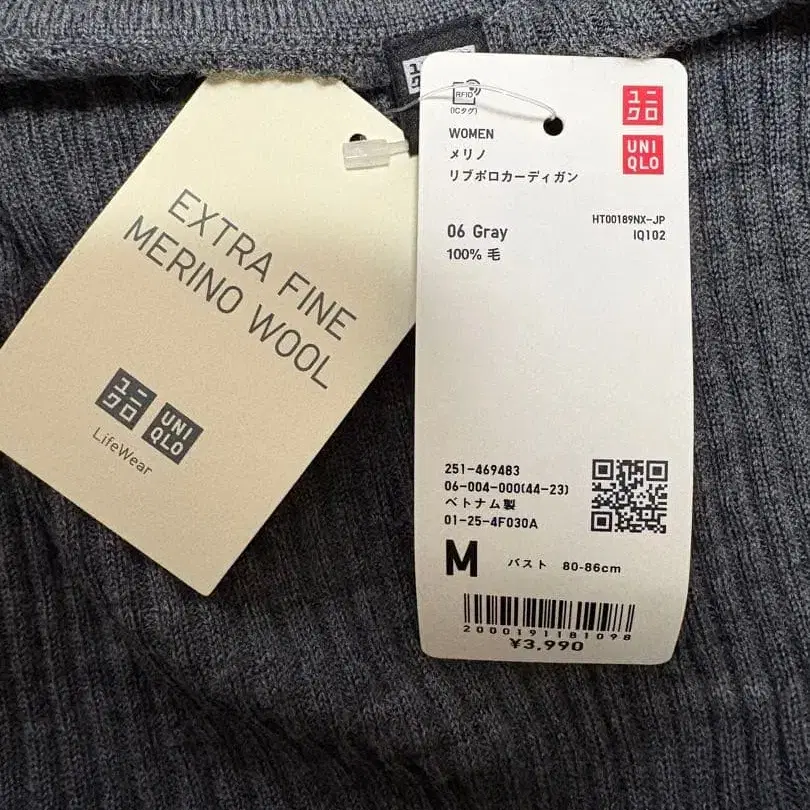 EXTRA FINE
MERINO WOOL
ユニ
クロ
UNI
QLO
LifeWear
ユニ
ク
RFID
(ICタグ)
ユニ
クロ
UNI
QLO
WOMEN
メリノ
リブポロカーディガン
HT00189NX-JP
06 Gray
IQ102
100% 毛
251-469483
06-004-000(44-23)
ベトナム製
01-25-4F030A
M バスト 80-86cm
2000191181098
¥3,990